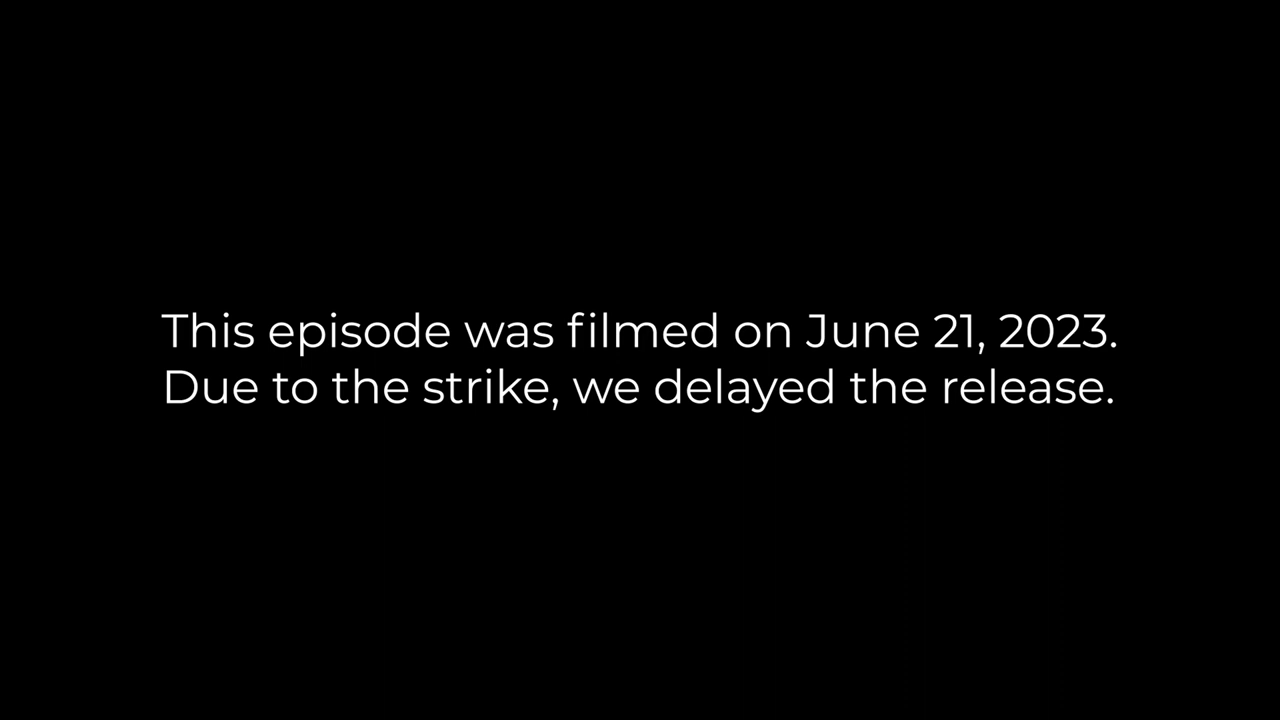 This episode was filmed on June 21, 2023.
Due to the strike, we delayed the release.